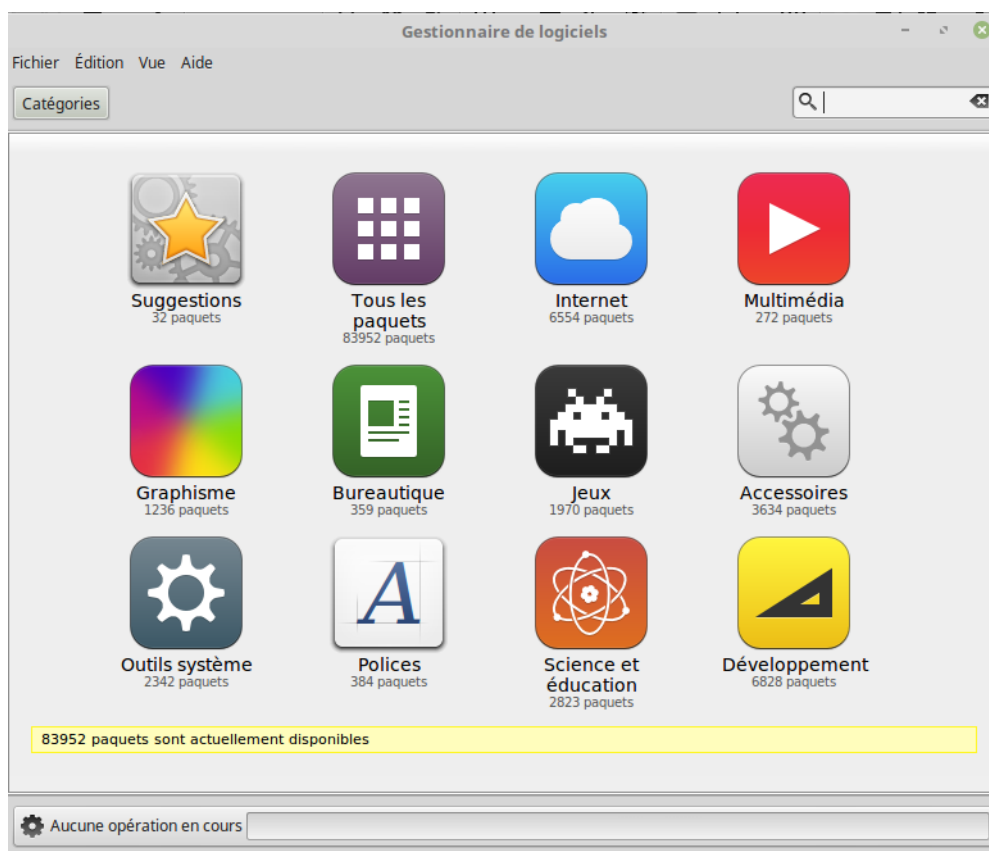 Gestionnaire de logiciels
Fichier Édition Vue Aide
Catégories
Suggestions
32 paquets
Tous les
paquets
83952 paquets
Internet
6554 paquets
Multimédia
272 paquets
Graphisme
1236 paquets
Bureautique
359 paquets
Jeux
1970 paquets
Accessoires
3634 paquets
Outils système
2342 paquets
Polices
384 paquets
Science et
éducation
2823 paquets
Développement
6828 paquets
83952 paquets sont actuellement disponibles
Aucune opération en cours